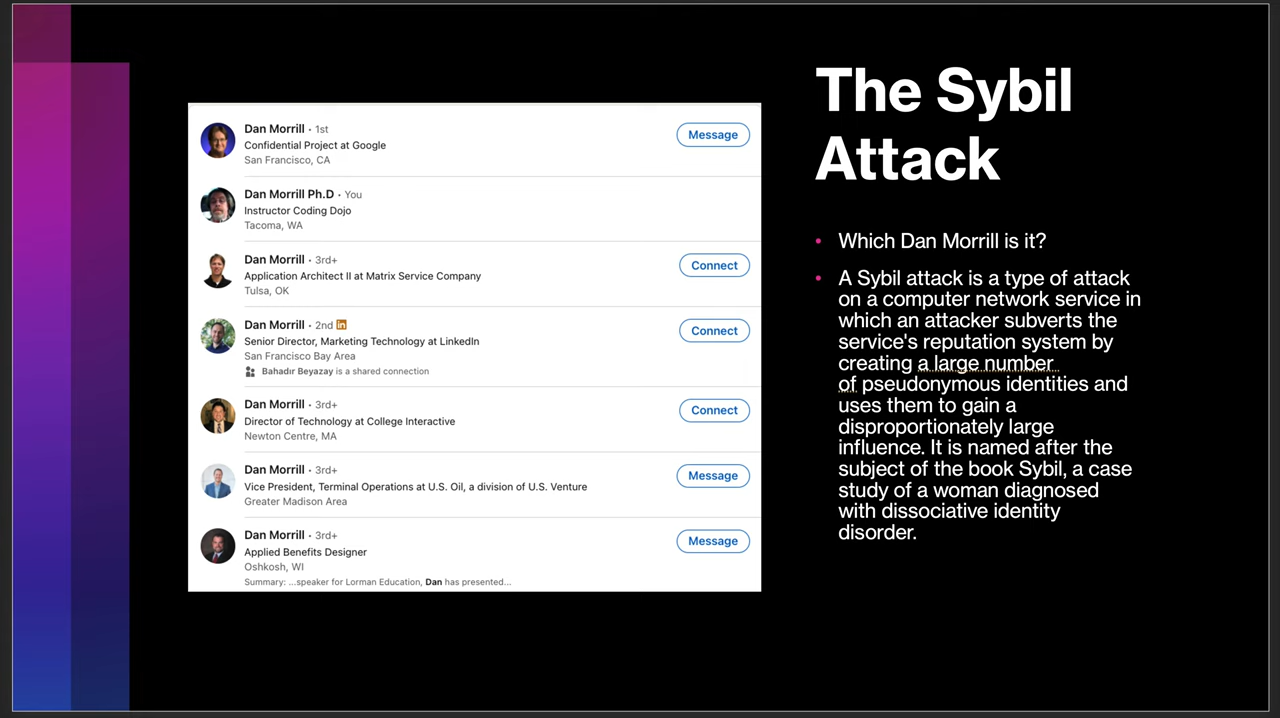 Dan Morrill • 1st
Confidential Project at Google
San Francisco, CA
Message
Dan Morrill Ph.D • You
Instructor Coding Dojo
Tacoma, WA
Dan Morrill • 3rd+
Application Architect II at Matrix Service Company
Tulsa, OK
Connect
Dan Morrill • 2nd in
Senior Director, Marketing Technology at LinkedIn
San Francisco Bay Area
Bahadır Beyazay is a shared connection
Connect
Dan Morrill • 3rd+
Director of Technology at College Interactive
Newton Centre, MA
Connect
Dan Morrill • 3rd+
Vice President, Terminal Operations at U.S. Oil, a division of U.S. Venture
Greater Madison Area
Message
Dan Morrill • 3rd+
Applied Benefits Designer
Oshkosh, WI
Summary: ...speaker for Lorman Education, Dan has presented...
Message
The Sybil
Attack
• Which Dan Morrill is it?
• A Sybil attack is a type of attack
on a computer network service in
which an attacker subverts the
service's reputation system by
creating a large number
of pseudonymous identities and
uses them to gain a
disproportionately large
influence. It is named after the
subject of the book Sybil, a case
study of a woman diagnosed
with dissociative identity
disorder.